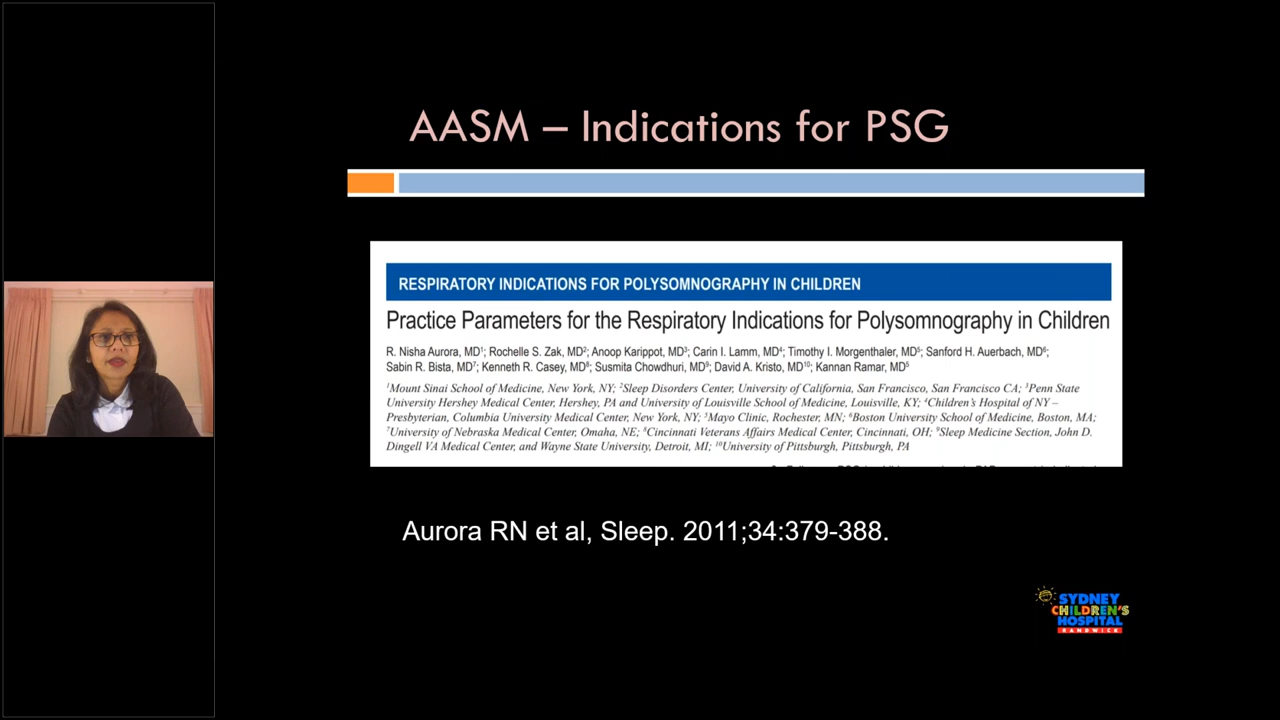 AASM – Indications for PSG
RESPIRATORY INDICATIONS FOR POLYSOMNOGRAPHY IN CHILDREN
Practice Parameters for the Respiratory Indications for Polysomnography in Children
R. Nisha Aurora, MD1; Rochelle S. Zak, MD2; Anoop Karippot, MD3; Carin I. Lamm, MD4; Timothy I. Morgenthaler, MD5; Sanford H. Auerbach, MD6;
Sabin R. Bista, MD7; Kenneth R. Casey, MD8; Susmita Chowdhuri, MD9; David A. Kristo, MD10; Kannan Ramar, MD5
1Mount Sinai School of Medicine, New York, NY; 2Sleep Disorders Center, University of California, San Francisco, San Francisco CA; 3Penn State
University Hershey Medical Center, Hershey, PA and University of Louisville School of Medicine, Louisville, KY; 4Children's Hospital of NY –
Presbyterian, Columbia University Medical Center, New York, NY; 5Mayo Clinic, Rochester, MN; 6Boston University School of Medicine, Boston, MA;
7University of Nebraska Medical Center, Omaha, NE; 8Cincinnati Veterans Affairs Medical Center, Cincinnati, OH; 9Sleep Medicine Section, John D.
Dingell VA Medical Center, and Wayne State University, Detroit, MI; 10University of Pittsburgh, Pittsburgh, PA
Aurora RN et al, Sleep. 2011;34:379-388.
SYDNEY
CHILDREN'S
HOSPITAL
RANDWICK